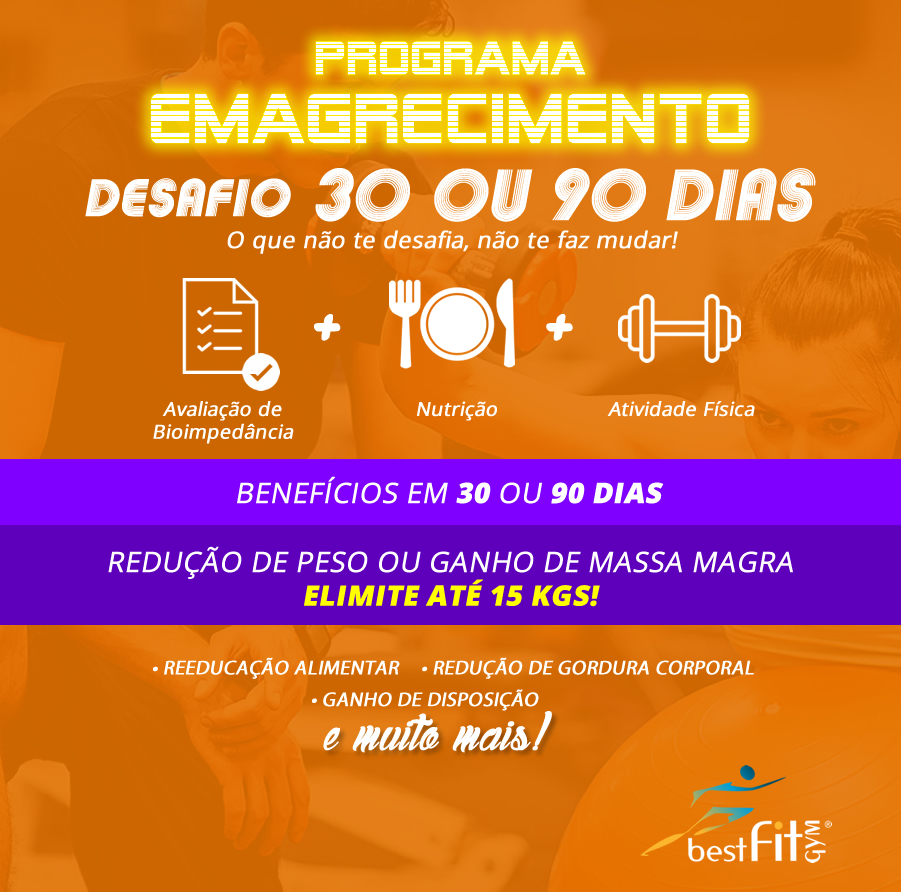 PROGRAMA
EMAGRECIMENTO
DESAFIO 30 OU 90 DIAS
O que não te desafia, não te faz mudar!
+ +
Avaliação de
Bioimpedância
Nutrição
Atividade Física
BENEFÍCIOS EM 30 OU 90 DIAS
REDUÇÃO DE PESO OU GANHO DE MASSA MAGRA
ELIMITE ATÉ 15 KGS!
• REEDUCAÇÃO ALIMENTAR • REDUÇÃO DE GORDURA CORPORAL
• GANHO DE DISPOSIÇÃO
e muito mais!
bestFit GYM®